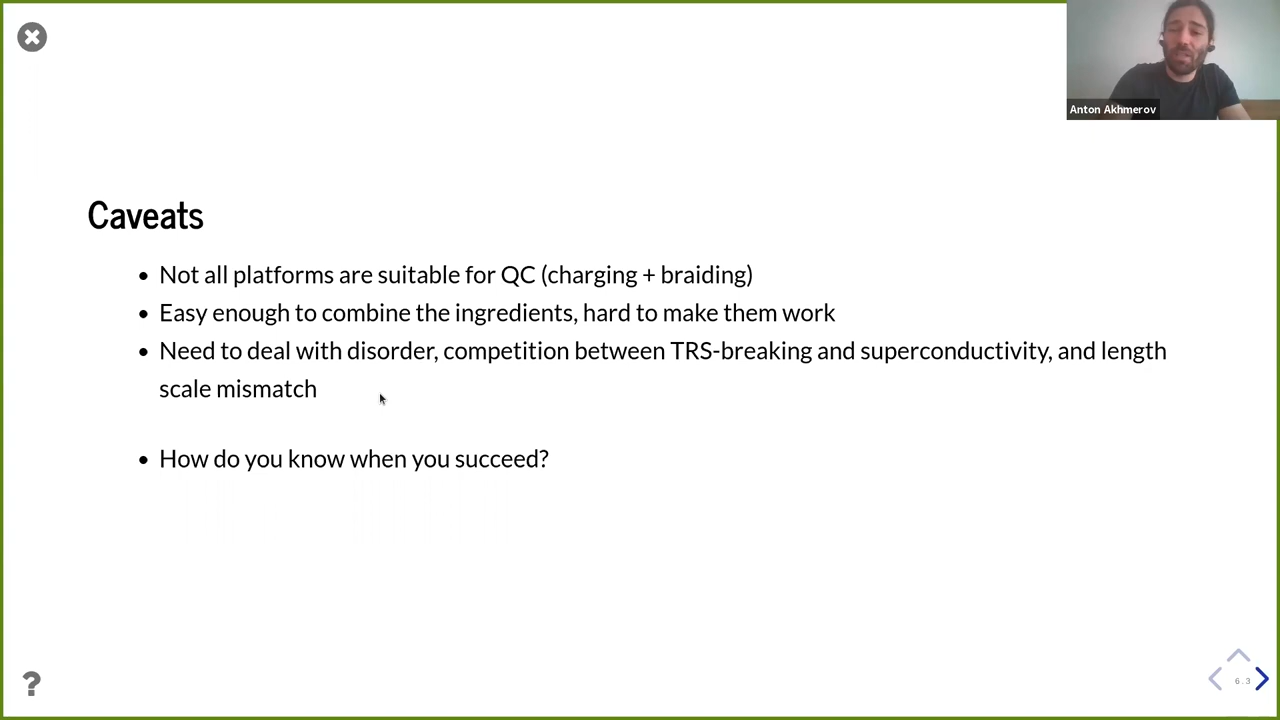 Anton Akhmerov
Caveats
• Not all platforms are suitable for QC (charging + braiding)
• Easy enough to combine the ingredients, hard to make them work
• Need to deal with disorder, competition between TRS-breaking and superconductivity, and length
scale mismatch
• How do you know when you succeed?
?
6.3